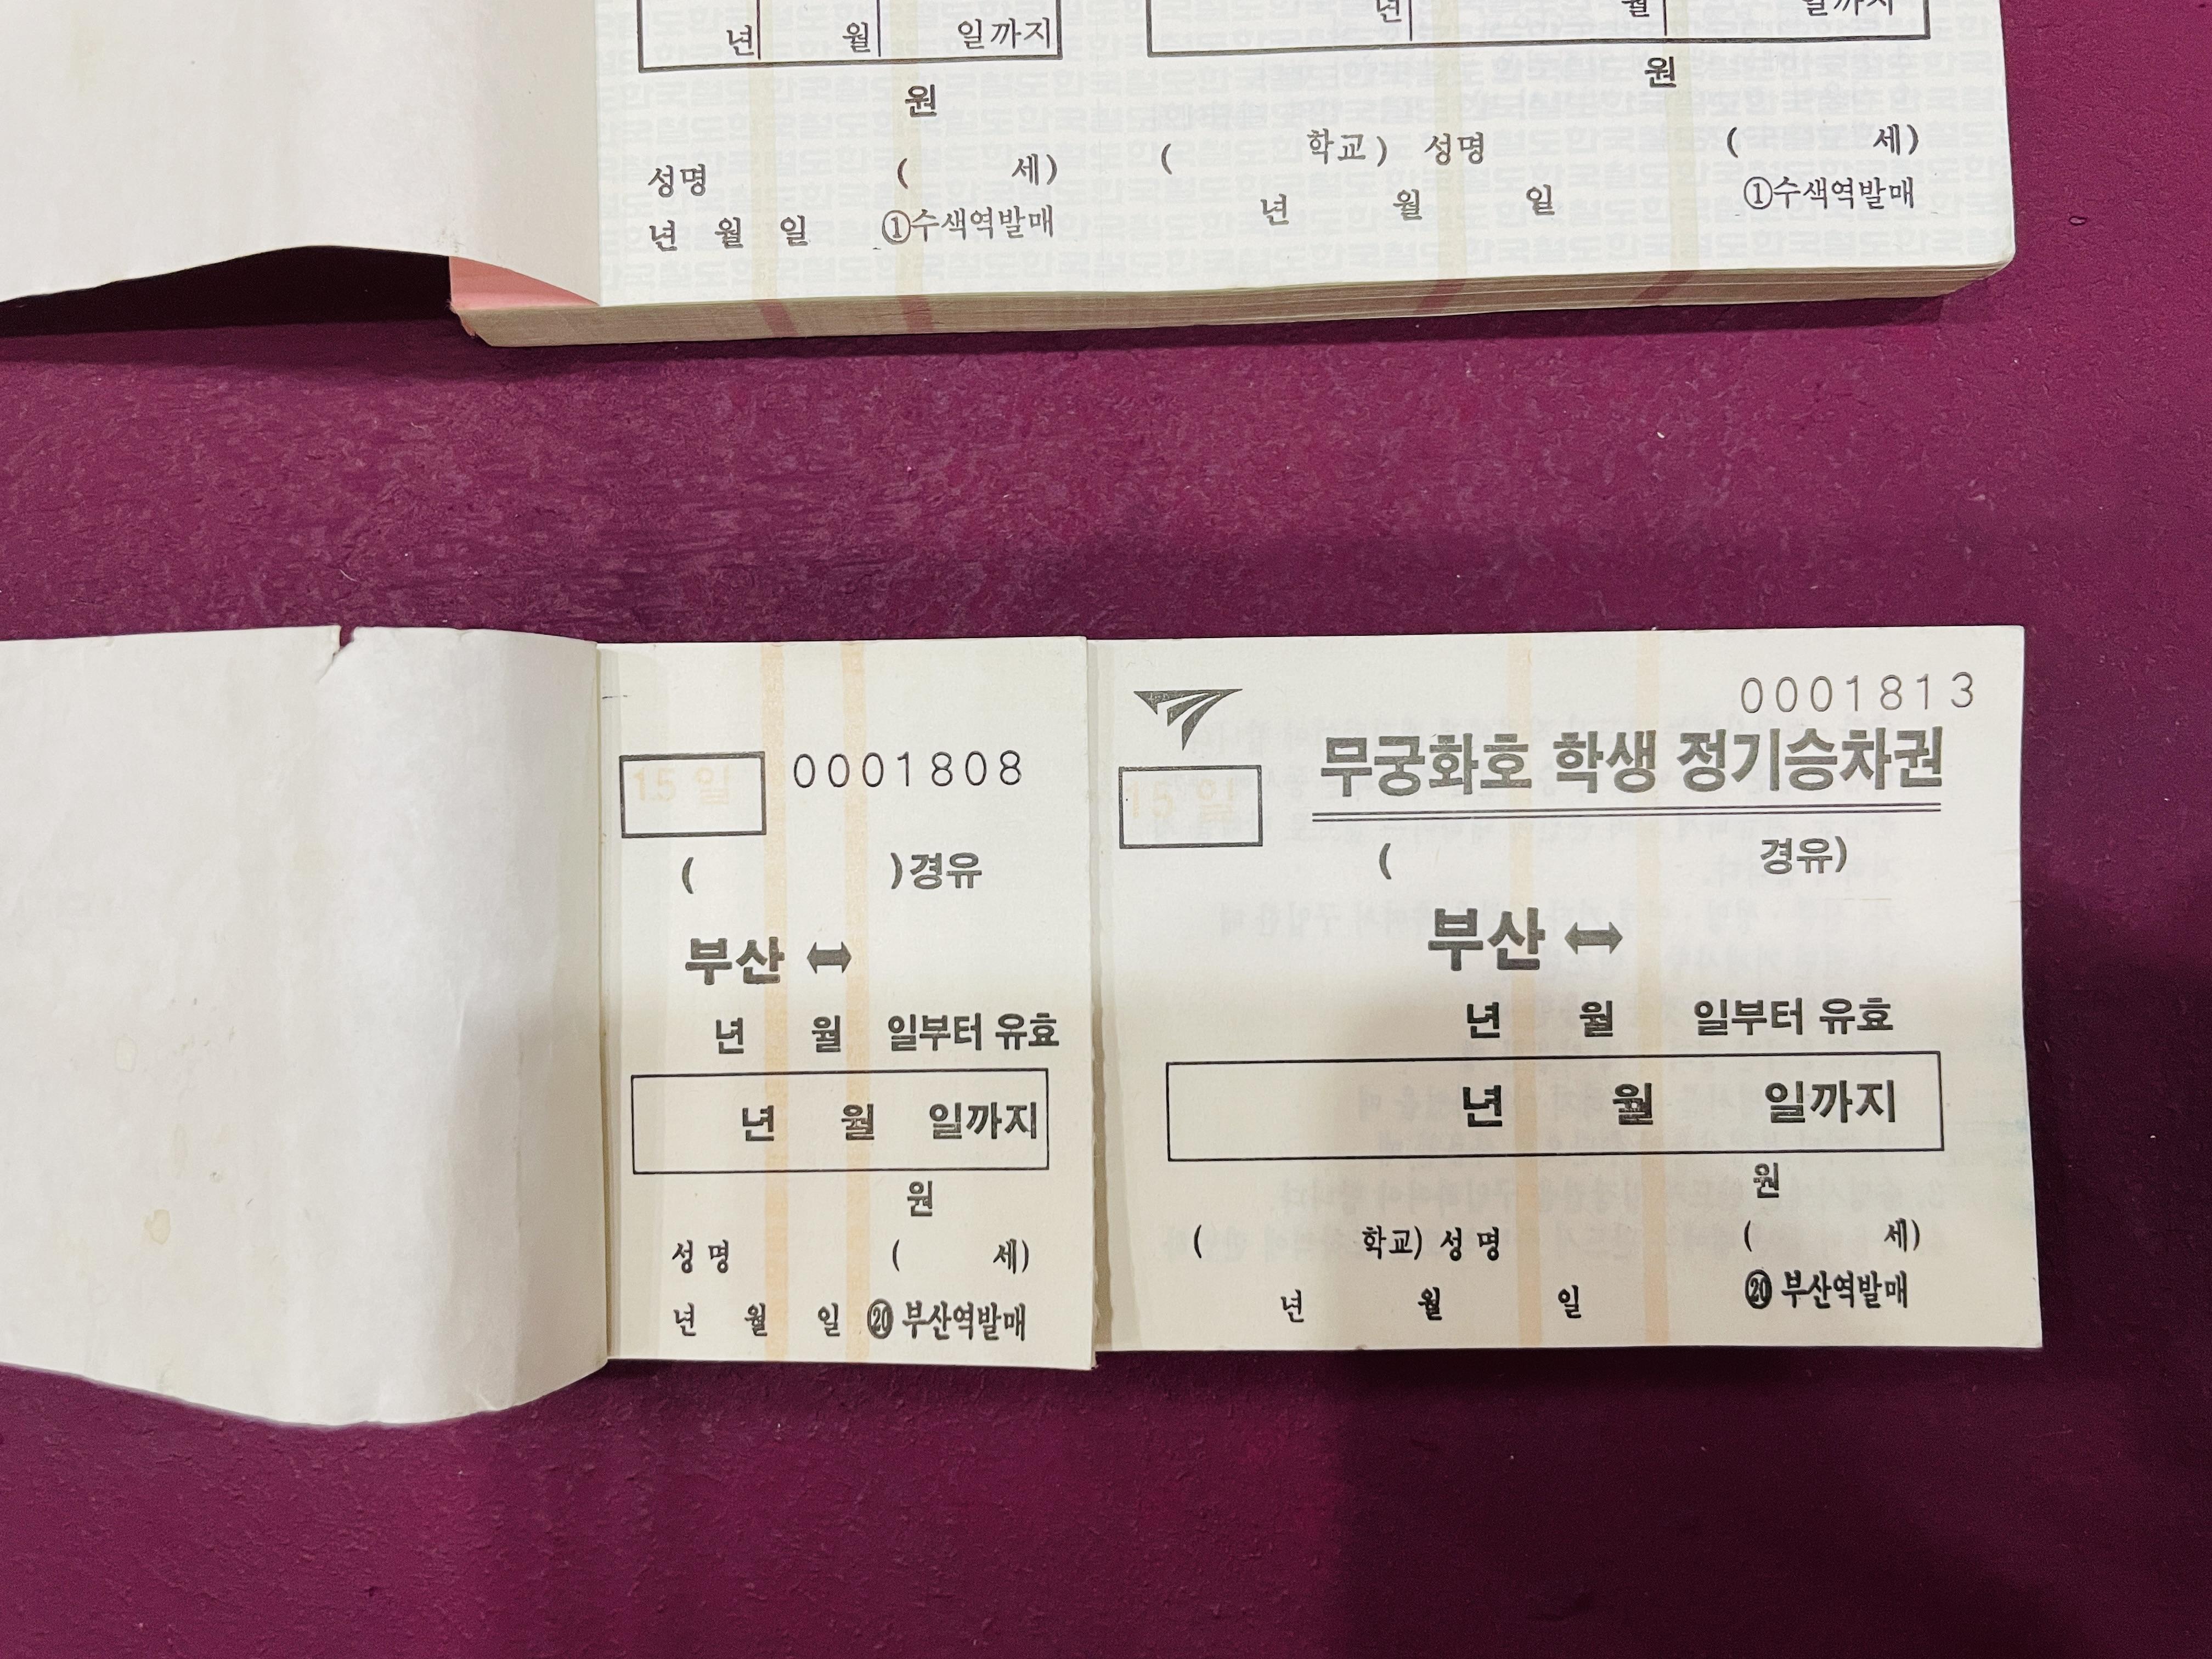 년 월 일까지
원
성명 ( 세)
년 월 일 ①수색역발매
년 월 일까지
원
( 학교) 성명 ( 세)
년 월 일 ①수색역발매
15일 0001808
( )경유
부산 ↔
년 월 일부터 유효
년 월 일까지
원
성명 ( 세)
년 월 일 ⑳ 부산역발매
0001813
무궁화호 학생 정기승차권
15일
( 경유)
부산 ↔
년 월 일부터 유효
년 월 일까지
원
( 학교) 성명 ( 세)
년 월 일 ⑳ 부산역발매